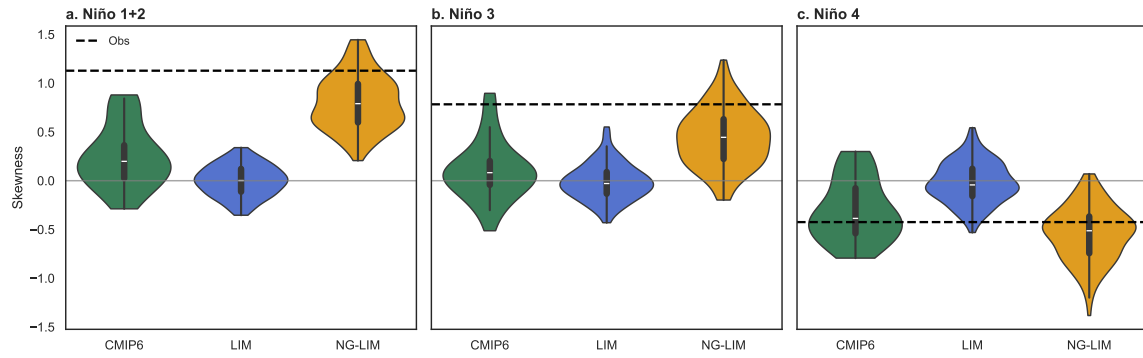 a. Niño 1+2
b. Niño 3
c. Niño 4
Skewness
1.5
1.0
0.5
0.0
−0.5
−1.0
−1.5
Obs
CMIP6 LIM NG-LIM
CMIP6 LIM NG-LIM
CMIP6 LIM NG-LIM